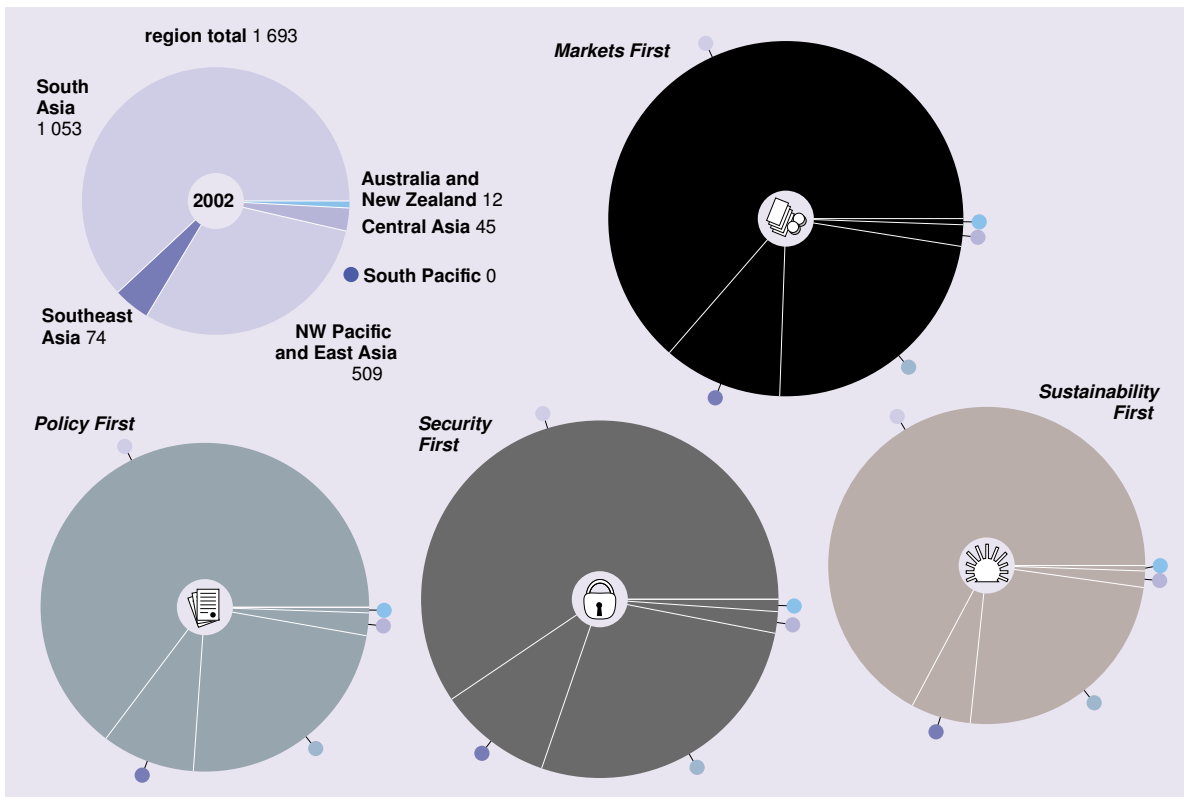 region total 1 693
South
Asia
1 053
2002
Australia and
New Zealand 12
Central Asia 45
South Pacific 0
Southeast
Asia 74
NW Pacific
and East Asia
509
Markets First
Policy First
Security
First
Sustainability
First